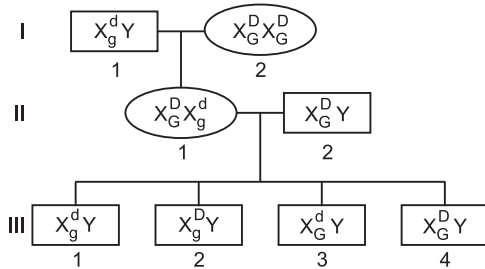 I
X_g^d Y
X_G^D X_G^D
1
2
II
X_G^D X_g^d
X_G^D Y
1
2
III
X_g^d Y
X_g^D Y
X_G^d Y
X_G^D Y
1
2
3
4